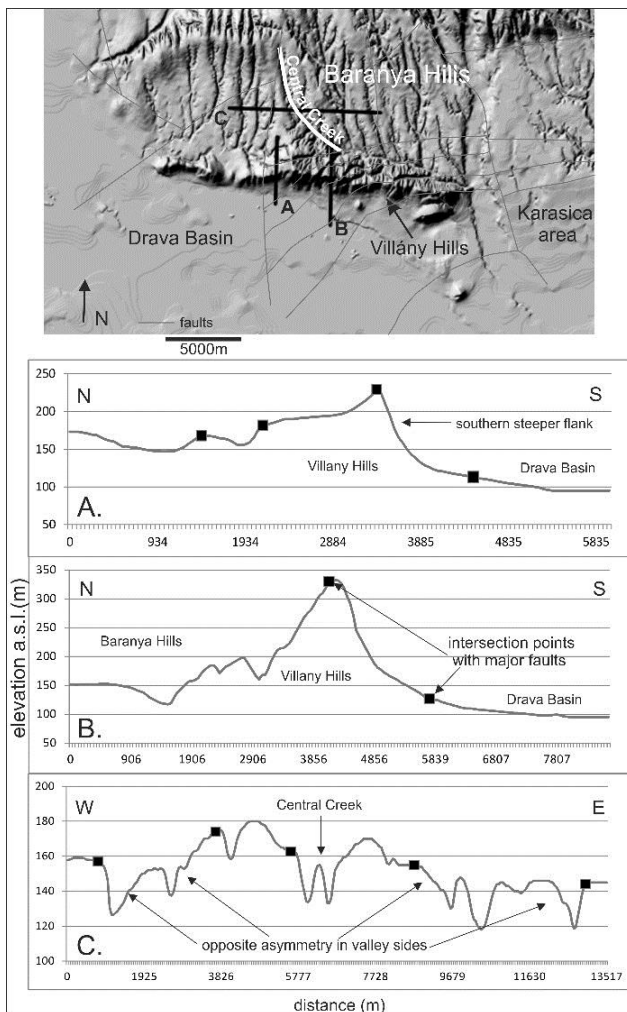 Baranya Hills
Central Creek
C
A
B
Drava Basin
Villány Hills
Karasica
area
N
faults
5000m
elevation a.s.l.(m)
250
200
150
100
50
N
S
southern steeper flank
Villany Hills
Drava Basin
A.
0 934 1934 2884 3885 4835 5835
350
300
250
200
150
100
50
N
S
Baranya Hills
intersection points
with major faults
Villany Hills
Drava Basin
B.
0 906 1906 2906 3856 4856 5839 6807 7807
200
180
160
140
120
100
W
E
Central Creek
opposite asymmetry in valley sides
C.
0 1925 3826 5777 7728 9679 11630 13517
distance (m)